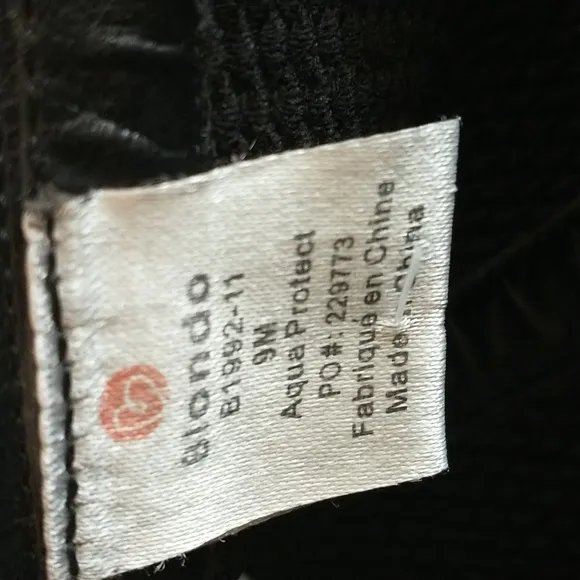 Blondo
B1992-11
9M
Aqua Protect
PO#: 229773
Fabriqué en Chine
Made in China